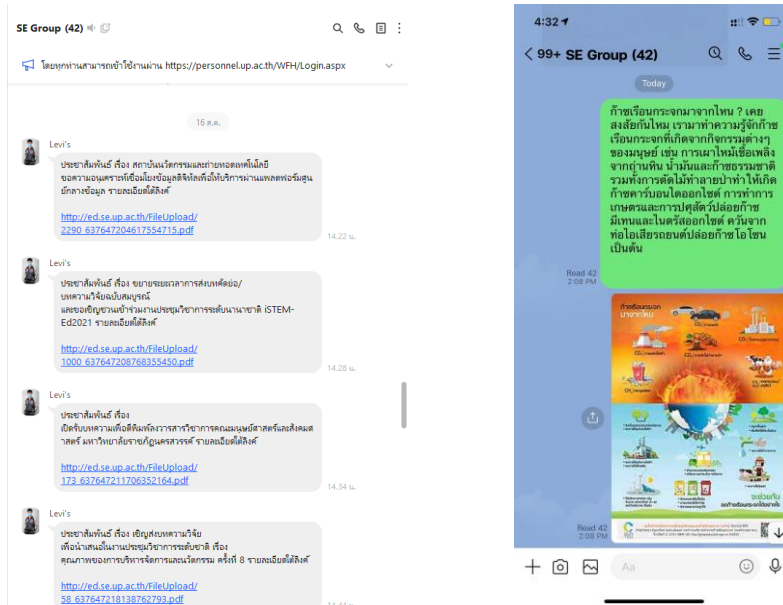 SE Group (42)
โดยทุกท่านสามารถเข้าใช้งานผ่าน https://personnel.up.ac.th/WFH/Login.aspx
16 ส.ค.
Levi's
ประชาสัมพันธ์ เรื่อง สถาบันนวัตกรรมและถ่ายทอดเทคโนโลยี
ขอความอนุเคราะห์เชื่อมโยงข้อมูลดิจิทัลเพื่อให้บริการผ่านแพลตฟอร์มศูน
ย์กลางข้อมูล รายละเอียดได้ลิงค์
http://ed.se.up.ac.th/FileUpload/
2290_637647204617554715.pdf
14.22 น.
Levi's
ประชาสัมพันธ์ เรื่อง ขยายระยะเวลาการส่งบทคัดย่อ/
บทความวิจัยฉบับสมบูรณ์
และขอเชิญชวนเข้าร่วมงานประชุมวิชาการระดับนานาชาติ iSTEM-
Ed2021 รายละเอียดได้ลิงค์
http://ed.se.up.ac.th/FileUpload/
1000_637647208768355450.pdf
14.28 น.
Levi's
ประชาสัมพันธ์ เรื่อง
เปิดรับบทความเพื่อตีพิมพ์ลงวารสารวิชาการคณะมนุษย์ศาสตร์และสังคมศ
าสตร์ มหาวิทยาลัยราชภัฏนครสวรรค์ รายละเอียดได้ลิงค์
http://ed.se.up.ac.th/FileUpload/
173_637647211706352164.pdf
14.34 น.
Levi's
ประชาสัมพันธ์ เรื่อง เชิญส่งบทความวิจัย
เพื่อนำเสนอในงานประชุมวิชาการระดับชาติ เรื่อง
คุณภาพของการบริหารจัดการและนวัตกรรม ครั้งที่ 8 รายละเอียดได้ลิงค์
http://ed.se.up.ac.th/FileUpload/
58_637647218138762793.pdf
4:32
99+ SE Group (42)
Today
ก๊าซเรือนกระจกมาจากไหน ? เคย
สงสัยกันไหม เรามาทำความรู้จักก๊าซ
เรือนกระจกที่เกิดจากกิจกรรมต่างๆ
ของมนุษย์ เช่น การเผาไหม้เชื้อเพลิง
จากถ่านหิน น้ำมันและก๊าซธรรมชาติ
รวมทั้งการตัดไม้ทำลายป่าทำให้เกิด
ก๊าซคาร์บอนไดออกไซด์ การทำการ
เกษตรและการปศุสัตว์ปล่อยก๊าซ
มีเทนและไนตรัสออกไซด์ ควันจาก
ท่อไอเสียรถยนต์ปล่อยก๊าซโอโซน
เป็นต้น
Read 42
2:08 PM
ก๊าซเรือนกระจก
มาจากไหน
จะช่วยกัน
ลดก๊าซเรือนกระจกได้อย่างไร
Read 42
2:08 PM
Aa